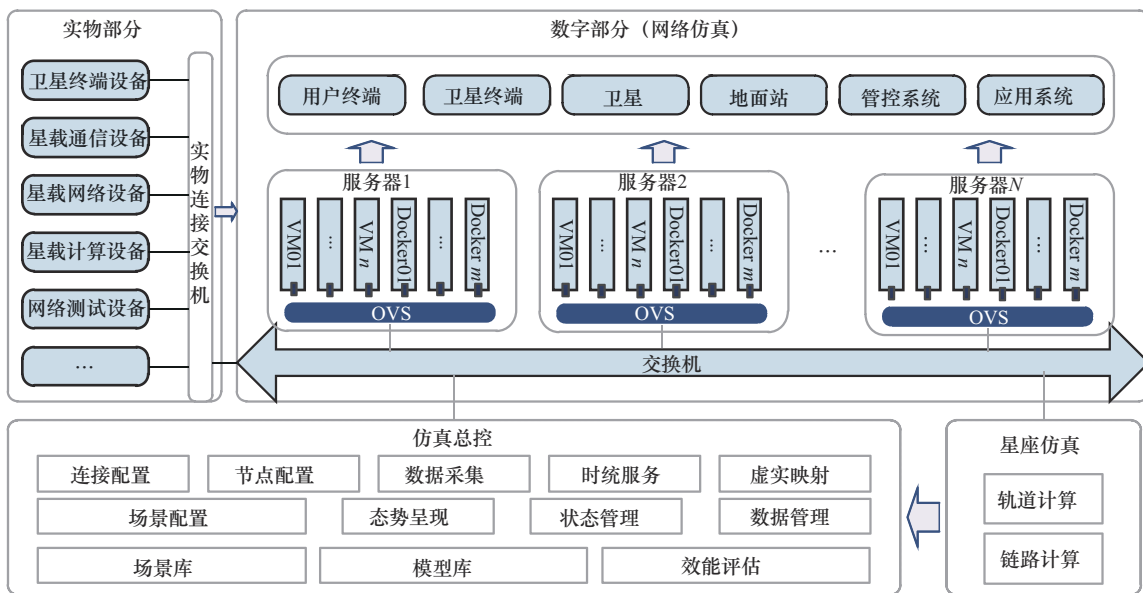 实物部分
卫星终端设备
星载通信设备
星载网络设备
星载计算设备
网络测试设备
…
实物连接交换机
数字部分（网络仿真）
用户终端
卫星终端
卫星
地面站
管控系统
应用系统
服务器1
VM01
…
VM n
Docker01
…
Docker m
OVS
服务器2
VM01
…
VM n
Docker01
…
Docker m
OVS
…
服务器N
VM01
…
VM n
Docker01
…
Docker m
OVS
交换机
仿真总控
连接配置
节点配置
数据采集
时统服务
虚实映射
场景配置
态势呈现
状态管理
数据管理
场景库
模型库
效能评估
星座仿真
轨道计算
链路计算